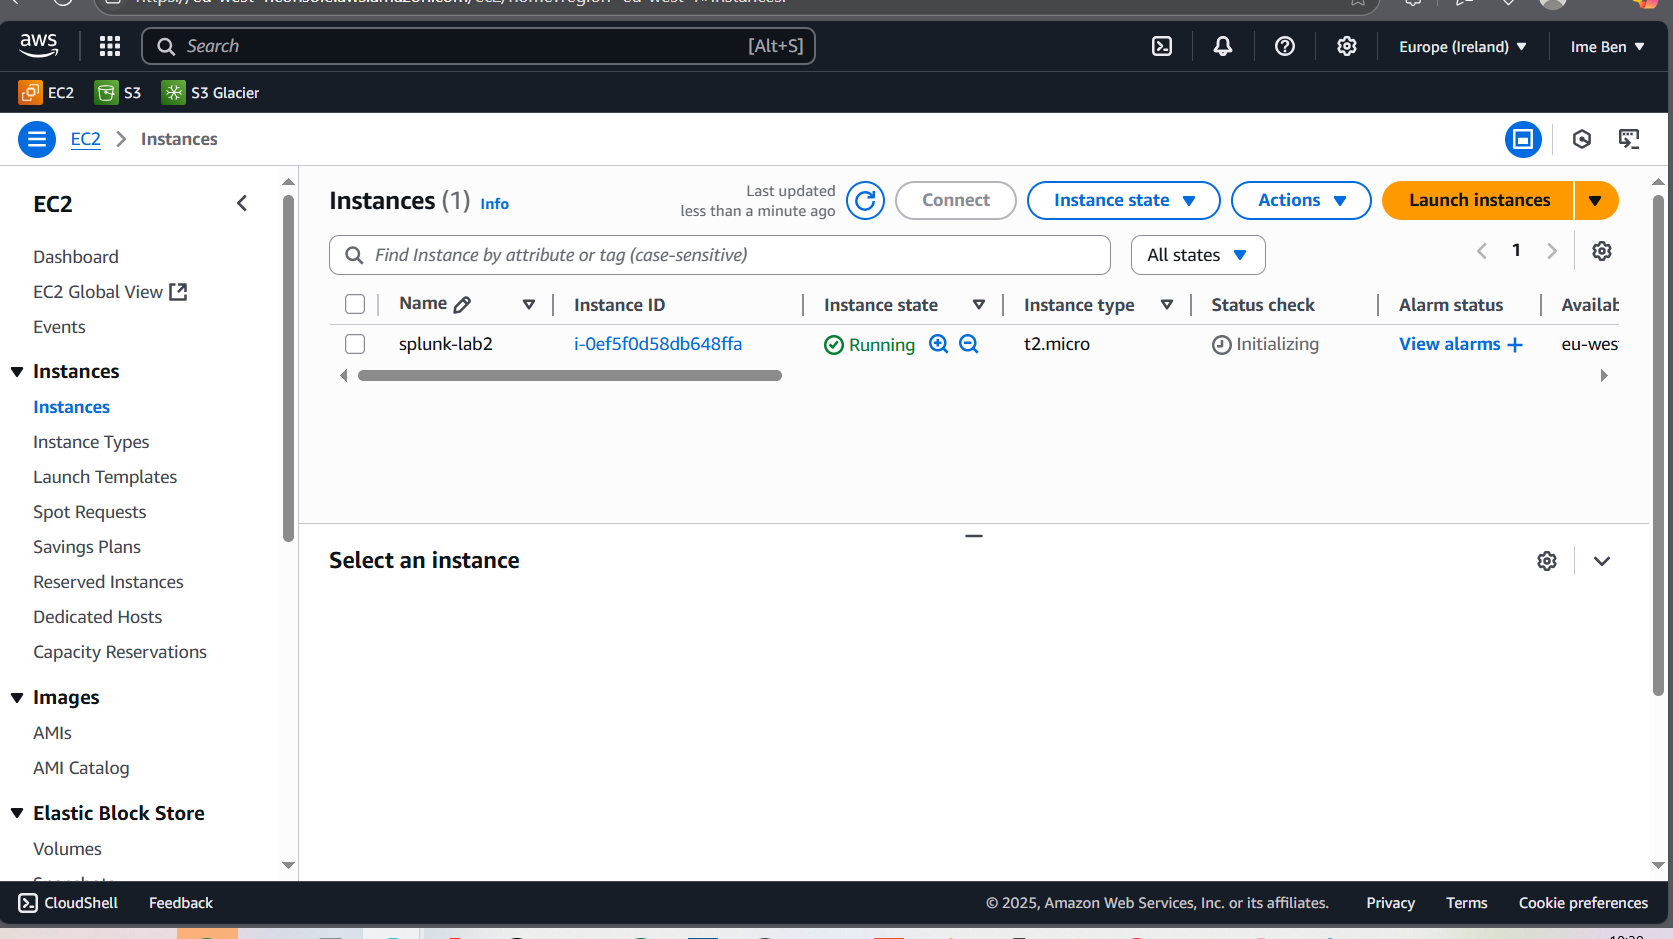 aws
Search
[Alt+S]
Europe (Ireland)
Ime Ben
EC2
S3
S3 Glacier
EC2
Instances
EC2
Dashboard
EC2 Global View
Events
Instances
Instances
Instance Types
Launch Templates
Spot Requests
Savings Plans
Reserved Instances
Dedicated Hosts
Capacity Reservations
Images
AMIs
AMI Catalog
Elastic Block Store
Volumes
Instances (1) Info
Last updated
less than a minute ago
Connect
Instance state
Actions
Launch instances
Find Instance by attribute or tag (case-sensitive)
All states
1
Name
Instance ID
Instance state
Instance type
Status check
Alarm status
Availab
splunk-lab2
i-0ef5f0d58db648ffa
Running
t2.micro
Initializing
View alarms +
eu-wes
Select an instance
CloudShell
Feedback
© 2025, Amazon Web Services, Inc. or its affiliates.
Privacy
Terms
Cookie preferences